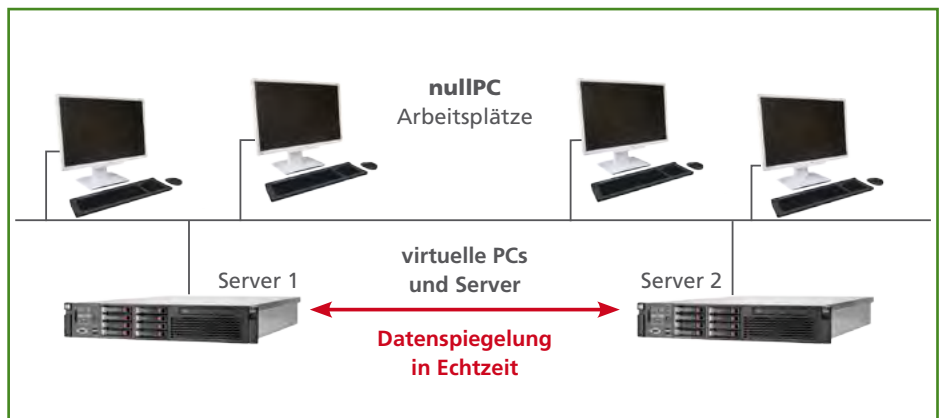 nullPC
Arbeitsplätze
virtuelle PCs
und Server
Server 1
Server 2
Datenspiegelung
in Echtzeit